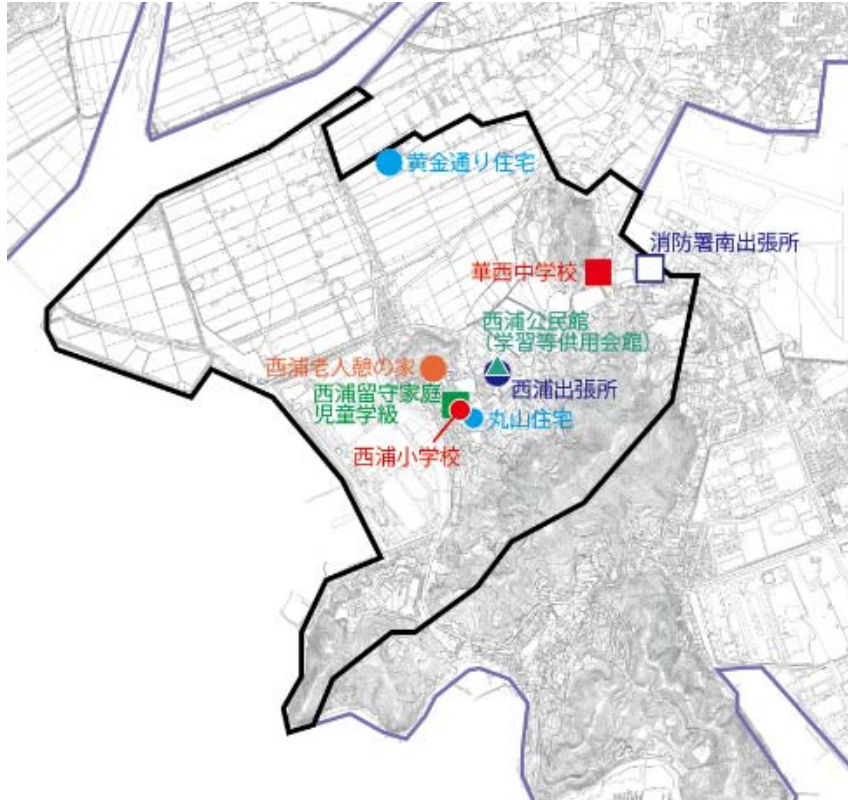 黄金通り住宅
消防署南出張所
華西中学校
西浦公民館
(学習等供用会館)
西浦老人憩の家
西浦出張所
西浦留守家庭
児童学級
丸山住宅
西浦小学校